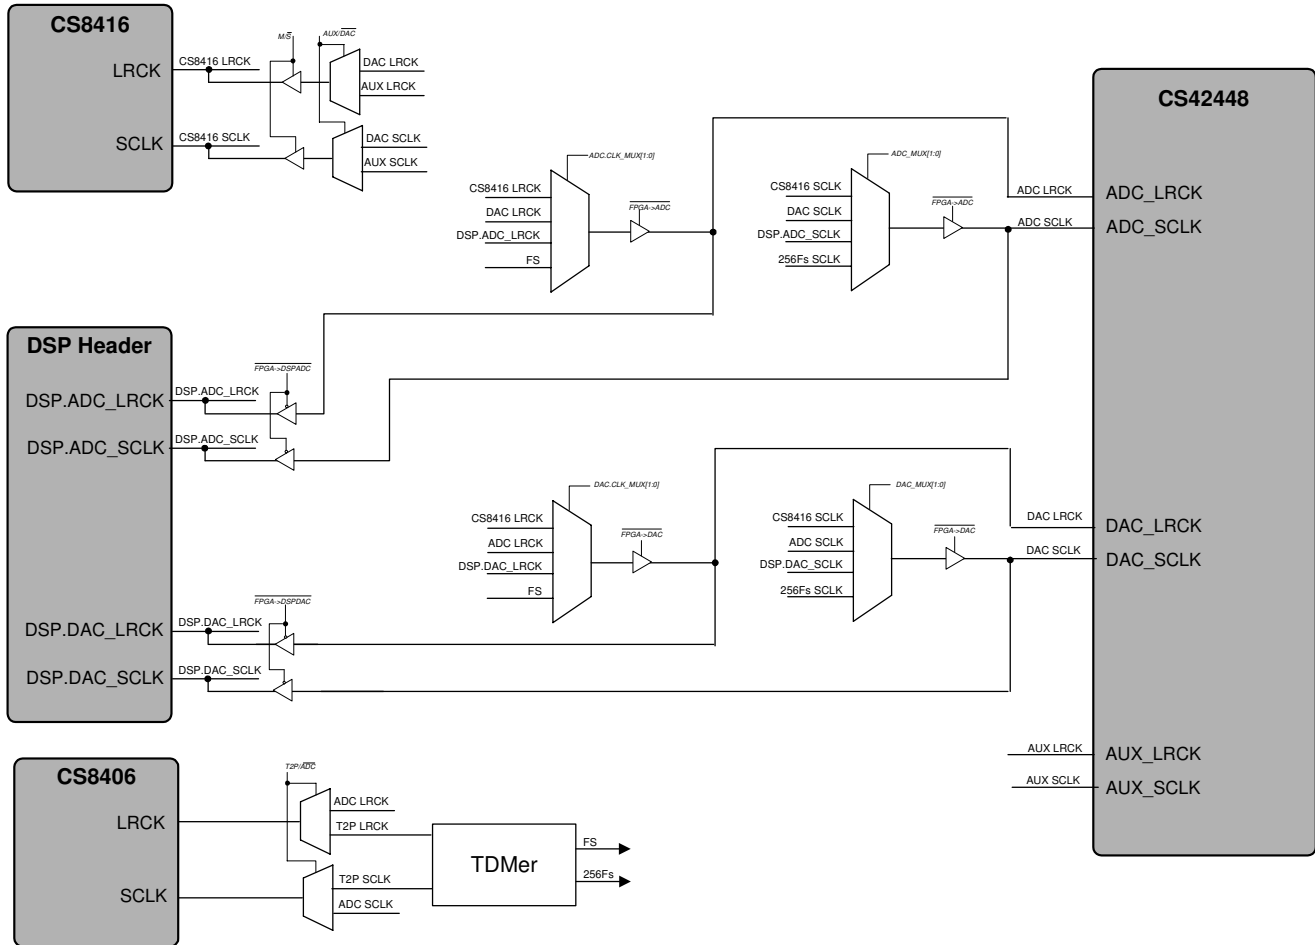 CS8416
LRCK
SCLK
CS8416 LRCK
CS8416 SCLK
M/S
AUX/DAC
DAC LRCK
AUX LRCK
DAC SCLK
AUX SCLK
ADC.CLK_MUX[1:0]
CS8416 LRCK
DAC LRCK
DSP.ADC_LRCK
FS
FPGA->ADC
ADC_MUX[1:0]
CS8416 SCLK
DAC SCLK
DSP.ADC_SCLK
256Fs SCLK
FPGA->ADC
CS42448
ADC LRCK
ADC_LRCK
ADC SCLK
ADC_SCLK
DSP Header
DSP.ADC_LRCK
DSP.ADC_SCLK
DSP.ADC_LRCK
DSP.ADC_SCLK
FPGA->DSPADC
DAC.CLK_MUX[1:0]
CS8416 LRCK
ADC LRCK
DSP.DAC_LRCK
FS
FPGA->DAC
DAC_MUX[1:0]
CS8416 SCLK
ADC SCLK
DSP.DAC_SCLK
256Fs SCLK
FPGA->DAC
DAC LRCK
DAC_LRCK
DAC SCLK
DAC_SCLK
DSP.DAC_LRCK
DSP.DAC_SCLK
DSP.DAC_LRCK
DSP.DAC_SCLK
FPGA->DSPDAC
AUX LRCK
AUX_LRCK
AUX SCLK
AUX_SCLK
CS8406
LRCK
SCLK
T2P/ADC
ADC LRCK
T2P LRCK
T2P SCLK
ADC SCLK
TDMer
FS
256Fs